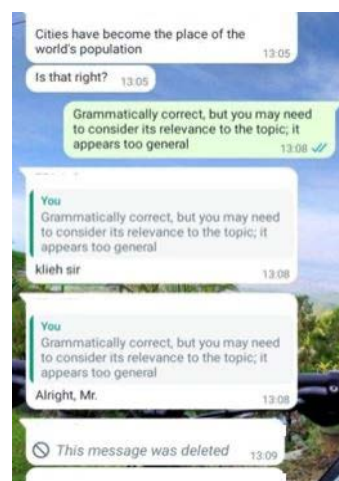 Cities have become the place of the
world's population
13:05
Is that right? 13:05
Grammatically correct, but you may need
to consider its relevance to the topic; it
appears too general
13:08
You
Grammatically correct, but you may need
to consider its relevance to the topic; it
appears too general
klieh sir
13:08
You
Grammatically correct, but you may need
to consider its relevance to the topic; it
appears too general
Alright, Mr.
13:08
This message was deleted 13:09